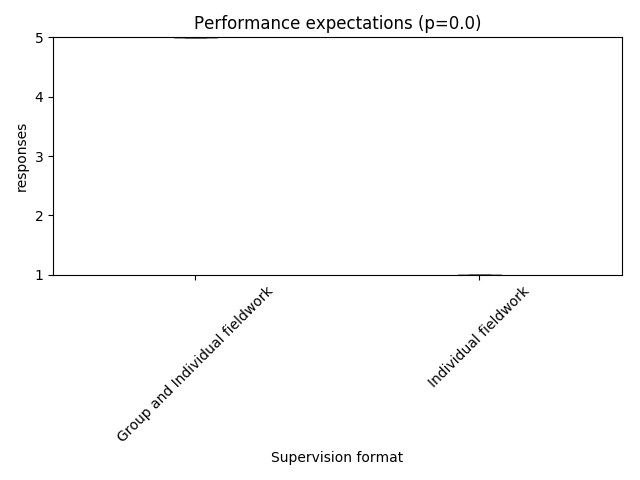 Performance expectations (p=0.0)
5
4
3
2
1
responses
Group and Individual fieldwork
Individual fieldwork
Supervision format